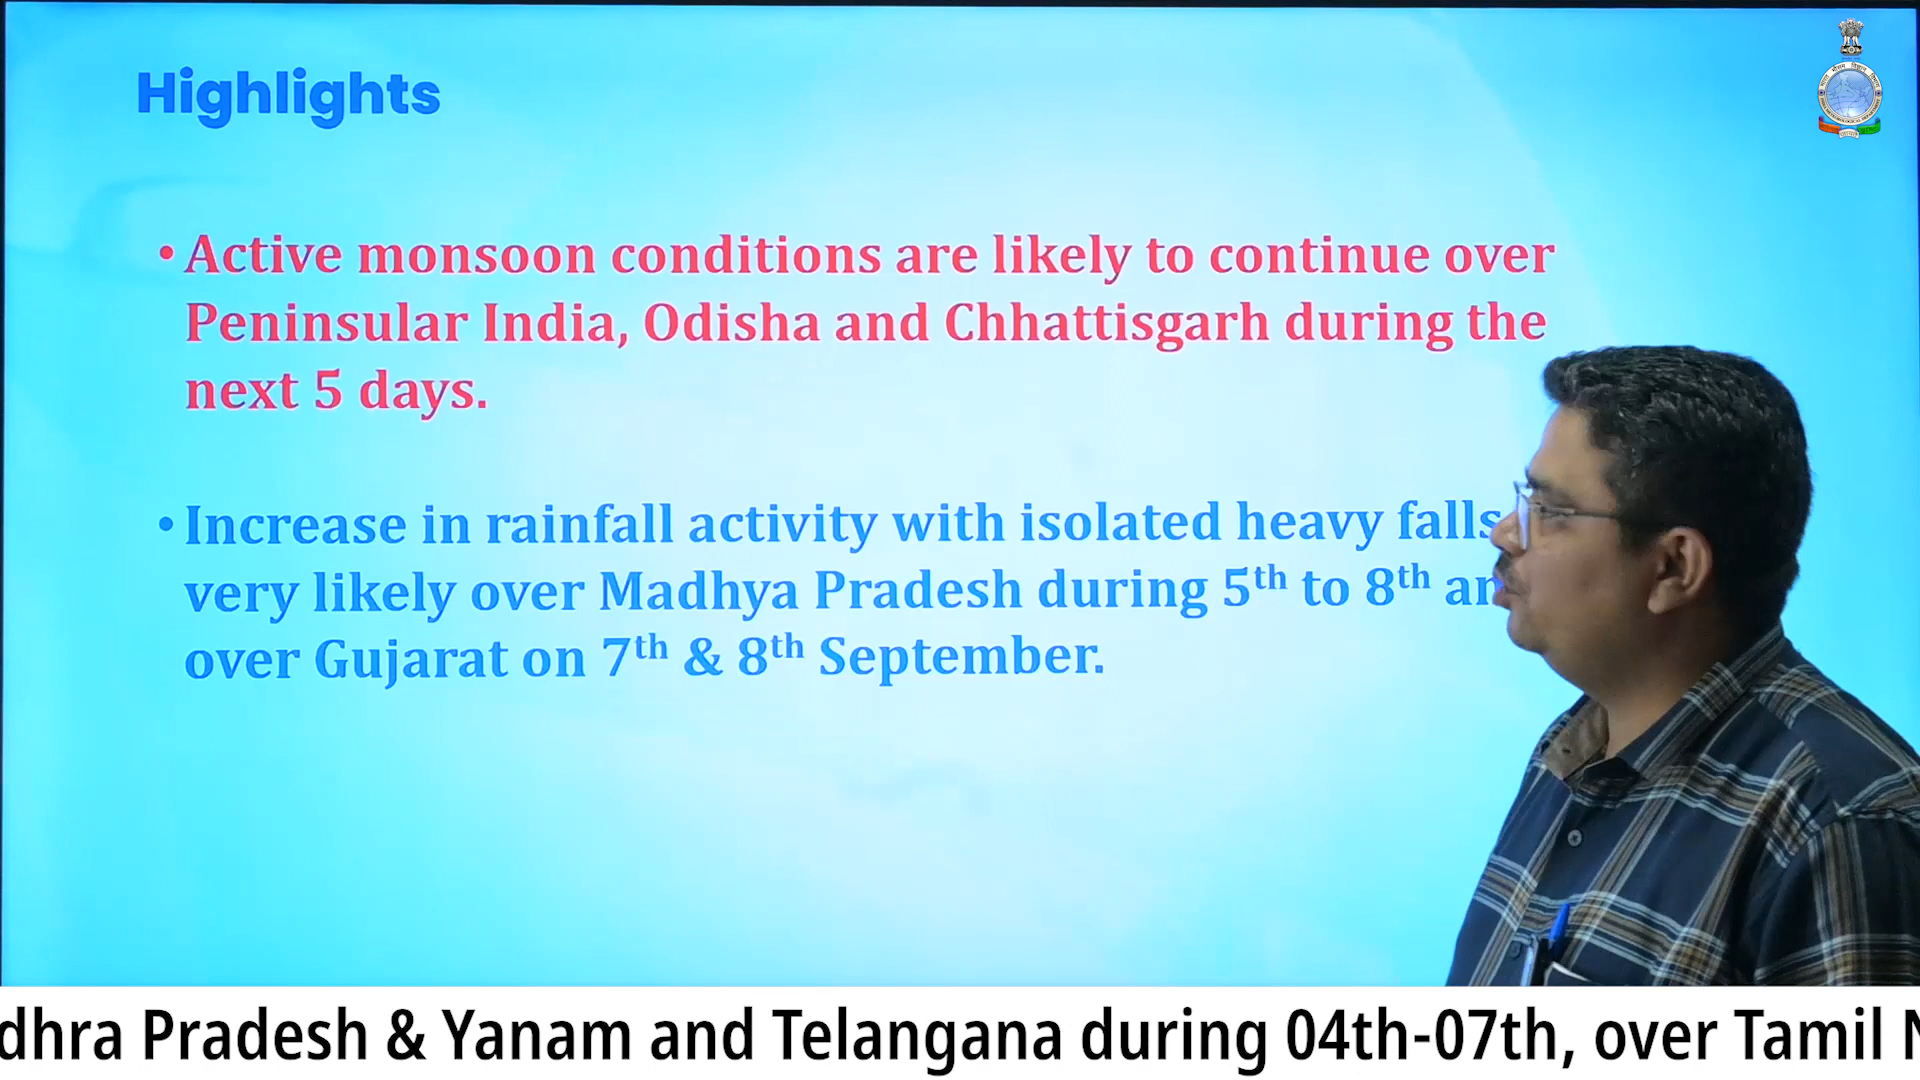 Highlights
• Active monsoon conditions are likely to continue over
Peninsular India, Odisha and Chhattisgarh during the
next 5 days.
• Increase in rainfall activity with isolated heavy falls
very likely over Madhya Pradesh during 5th to 8th an
over Gujarat on 7th & 8th September.
dhra Pradesh & Yanam and Telangana during 04th-07th, over Tamil N